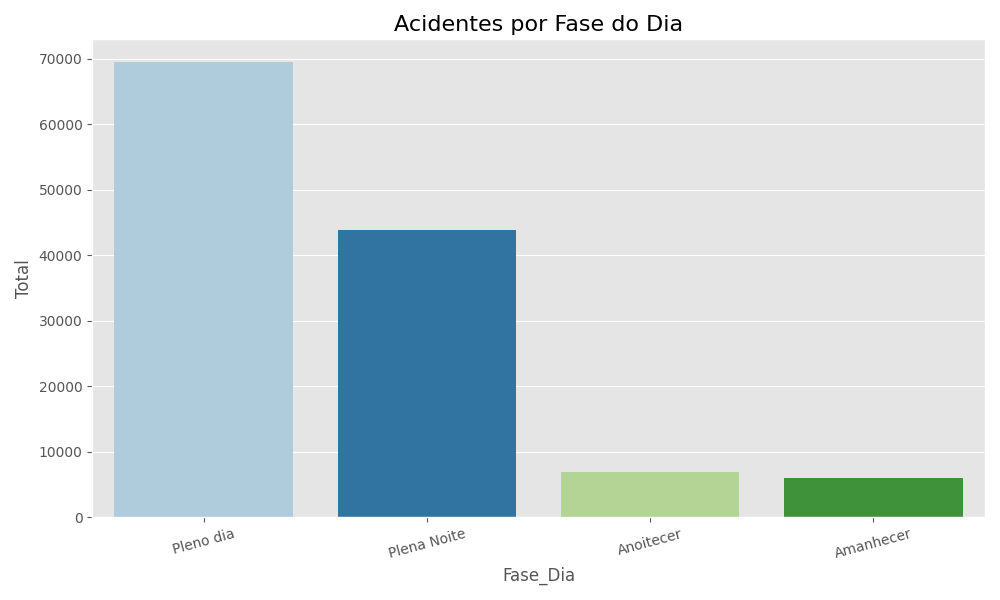 Acidentes por Fase do Dia
Total
70000
60000
50000
40000
30000
20000
10000
0
Pleno dia
Plena Noite
Anoitecer
Amanhecer
Fase_Dia